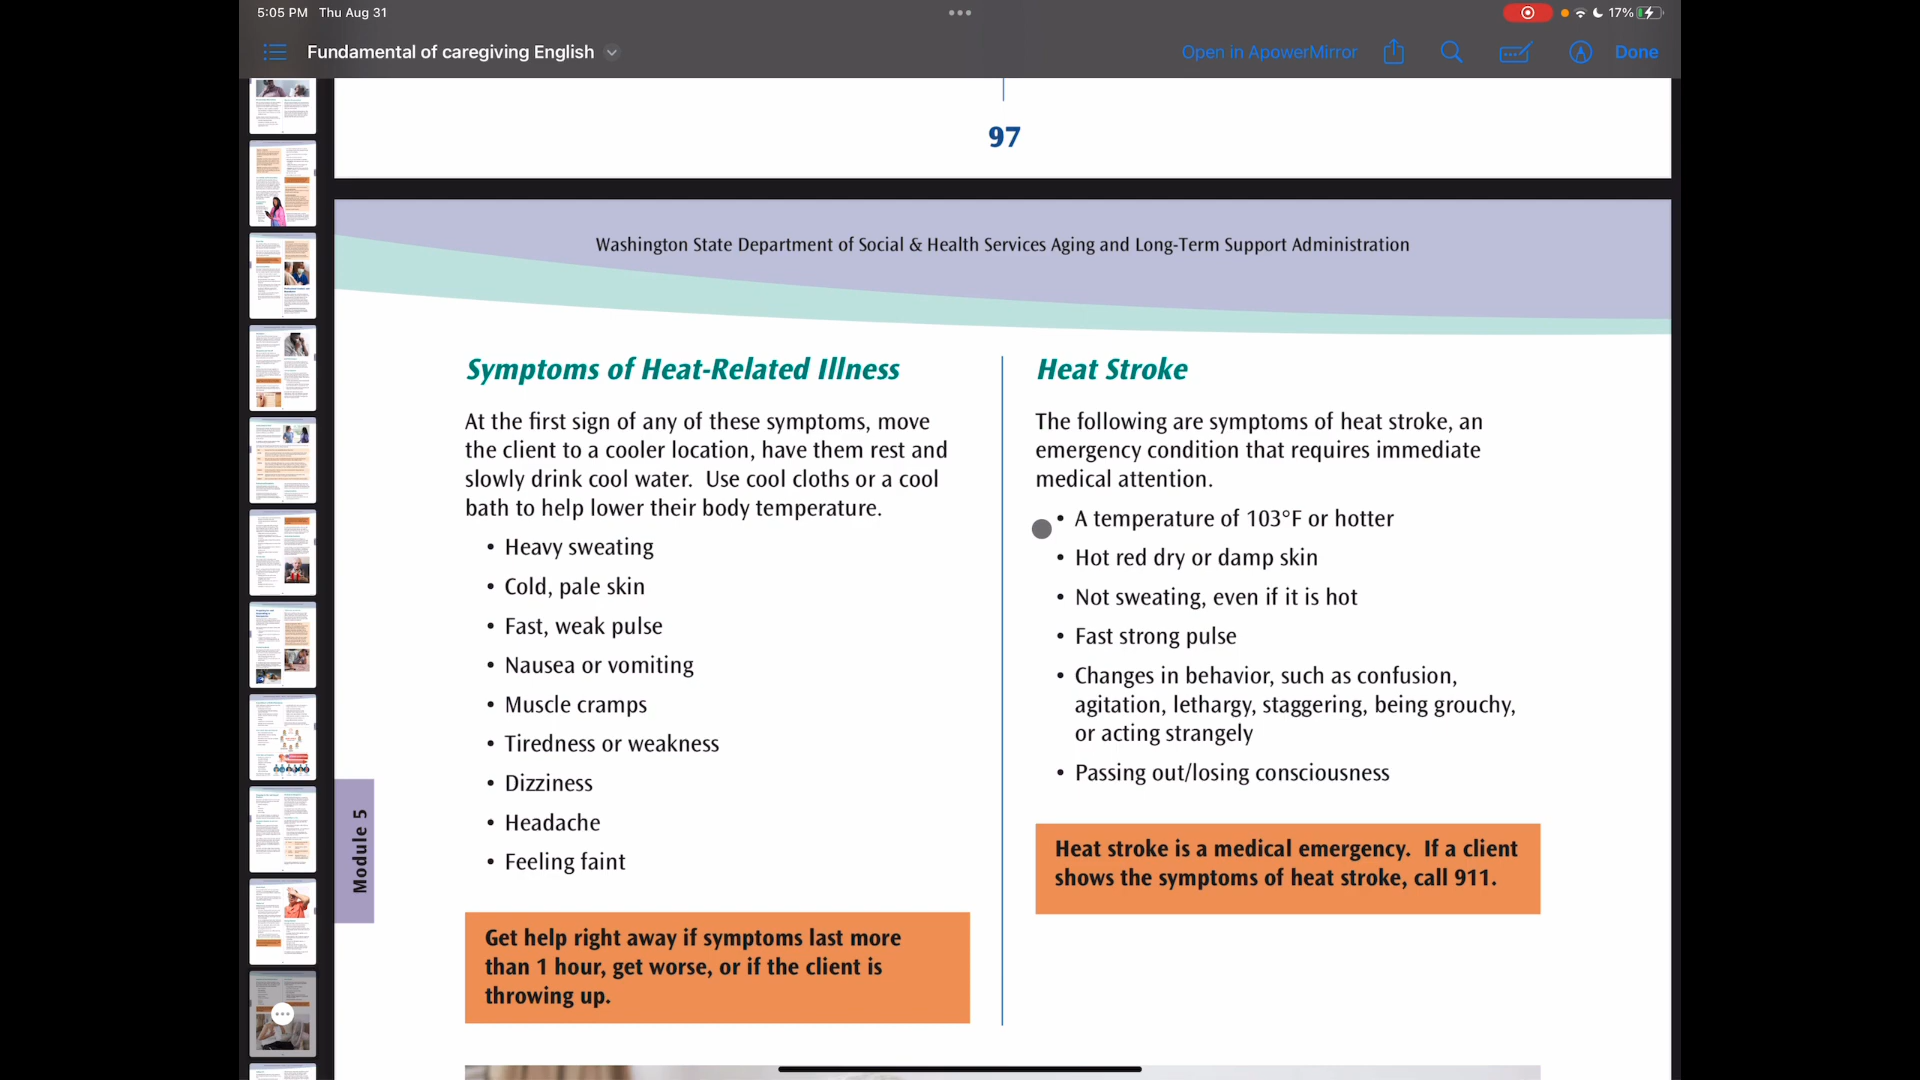 5:05 PM Thu Aug 31
17%
Fundamental of caregiving English
Open in ApowerMirror
Done
97
Washington State Department of Social & Health Services Aging and Long-Term Support Administration
Symptoms of Heat-Related Illness
At the first sign of any of these symptoms, move
the client to a cooler location, have them rest and
slowly drink cool water. Use cool cloths or a cool
bath to help lower their body temperature.
• Heavy sweating
• Cold, pale skin
• Fast, weak pulse
• Nausea or vomiting
• Muscle cramps
• Tiredness or weakness
• Dizziness
• Headache
• Feeling faint
Get help right away if symptoms last more
than 1 hour, get worse, or if the client is
throwing up.
Heat Stroke
The following are symptoms of heat stroke, an
emergency condition that requires immediate
medical attention.
• A temperature of 103°F or hotter
• Hot red dry or damp skin
• Not sweating, even if it is hot
• Fast strong pulse
• Changes in behavior, such as confusion,
agitation, lethargy, staggering, being grouchy,
or acting strangely
• Passing out/losing consciousness
Heat stroke is a medical emergency. If a client
shows the symptoms of heat stroke, call 911.
Module 5